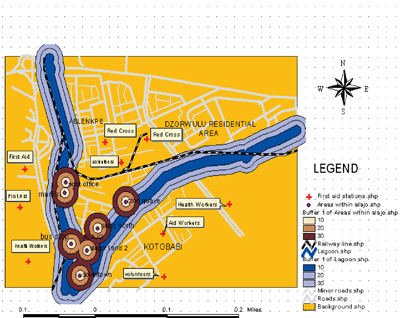 N
W
E
S
ABLENKPE
DZORWULU RESIDENTIAL
AREA
Red Cross
Red Cross
First Aid
volunteers
post office
First Aid
Health Workers
Aid Workers
Health Workers
KOTOBABI
volunteers
LEGEND
First aid stations.shp
Areas within alajo.shp
Buffer 1 of Areas within alajo.shp
10
20
30
Railway line.shp
Lagoon.shp
Buffer 1 of Lagoon.shp
10
20
30
Minor roads.shp
Roads.shp
Background.shp
0.1
0
0.1
0.2 Miles